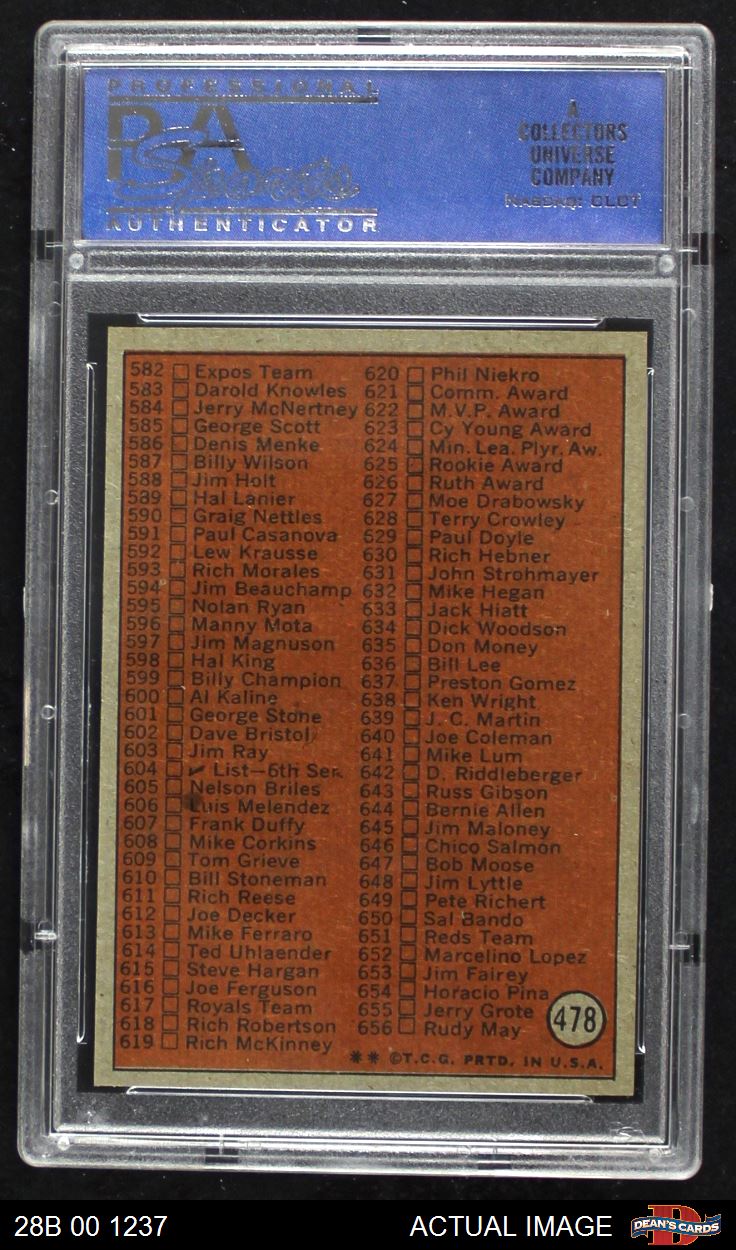 PROFESSIONAL
PSA
Sports
AUTHENTICATOR
A
COLLECTORS
UNIVERSE
COMPANY
NASDAQ: CLCT
582 Expos Team
583 Darold Knowles
584 Jerry McNertney
585 George Scott
586 Denis Menke
587 Billy Wilson
588 Jim Holt
589 Hal Lanier
590 Graig Nettles
591 Paul Casanova
592 Lew Krausse
593 Rich Morales
594 Jim Beauchamp
595 Nolan Ryan
596 Manny Mota
597 Jim Magnuson
598 Hal King
599 Billy Champion
600 Al Kaline
601 George Stone
602 Dave Bristol
603 Jim Ray
604 ✓ List—6th Ser.
605 Nelson Briles
606 Luis Melendez
607 Frank Duffy
608 Mike Corkins
609 Tom Grieve
610 Bill Stoneman
611 Rich Reese
612 Joe Decker
613 Mike Ferraro
614 Ted Uhlaender
615 Steve Hargan
616 Joe Ferguson
617 Royals Team
618 Rich Robertson
619 Rich McKinney
620 Phil Niekro
621 Comm. Award
622 M.V.P. Award
623 Cy Young Award
624 Min. Lea. Plyr. Aw.
625 Rookie Award
626 Ruth Award
627 Moe Drabowsky
628 Terry Crowley
629 Paul Doyle
630 Rich Hebner
631 John Strohmayer
632 Mike Hegan
633 Jack Hiatt
634 Dick Woodson
635 Don Money
636 Bill Lee
637 Preston Gomez
638 Ken Wright
639 J. C. Martin
640 Joe Coleman
641 Mike Lum
642 D. Riddleberger
643 Russ Gibson
644 Bernie Allen
645 Jim Maloney
646 Chico Salmon
647 Bob Moose
648 Jim Lyttle
649 Pete Richert
650 Sal Bando
651 Reds Team
652 Marcelino Lopez
653 Jim Fairey
654 Horacio Pina
655 Jerry Grote
656 Rudy May
478
** ©T.C.G. PRTD. IN U.S.A.
28B 00 1237
ACTUAL IMAGE
D
DEAN'S CARDS